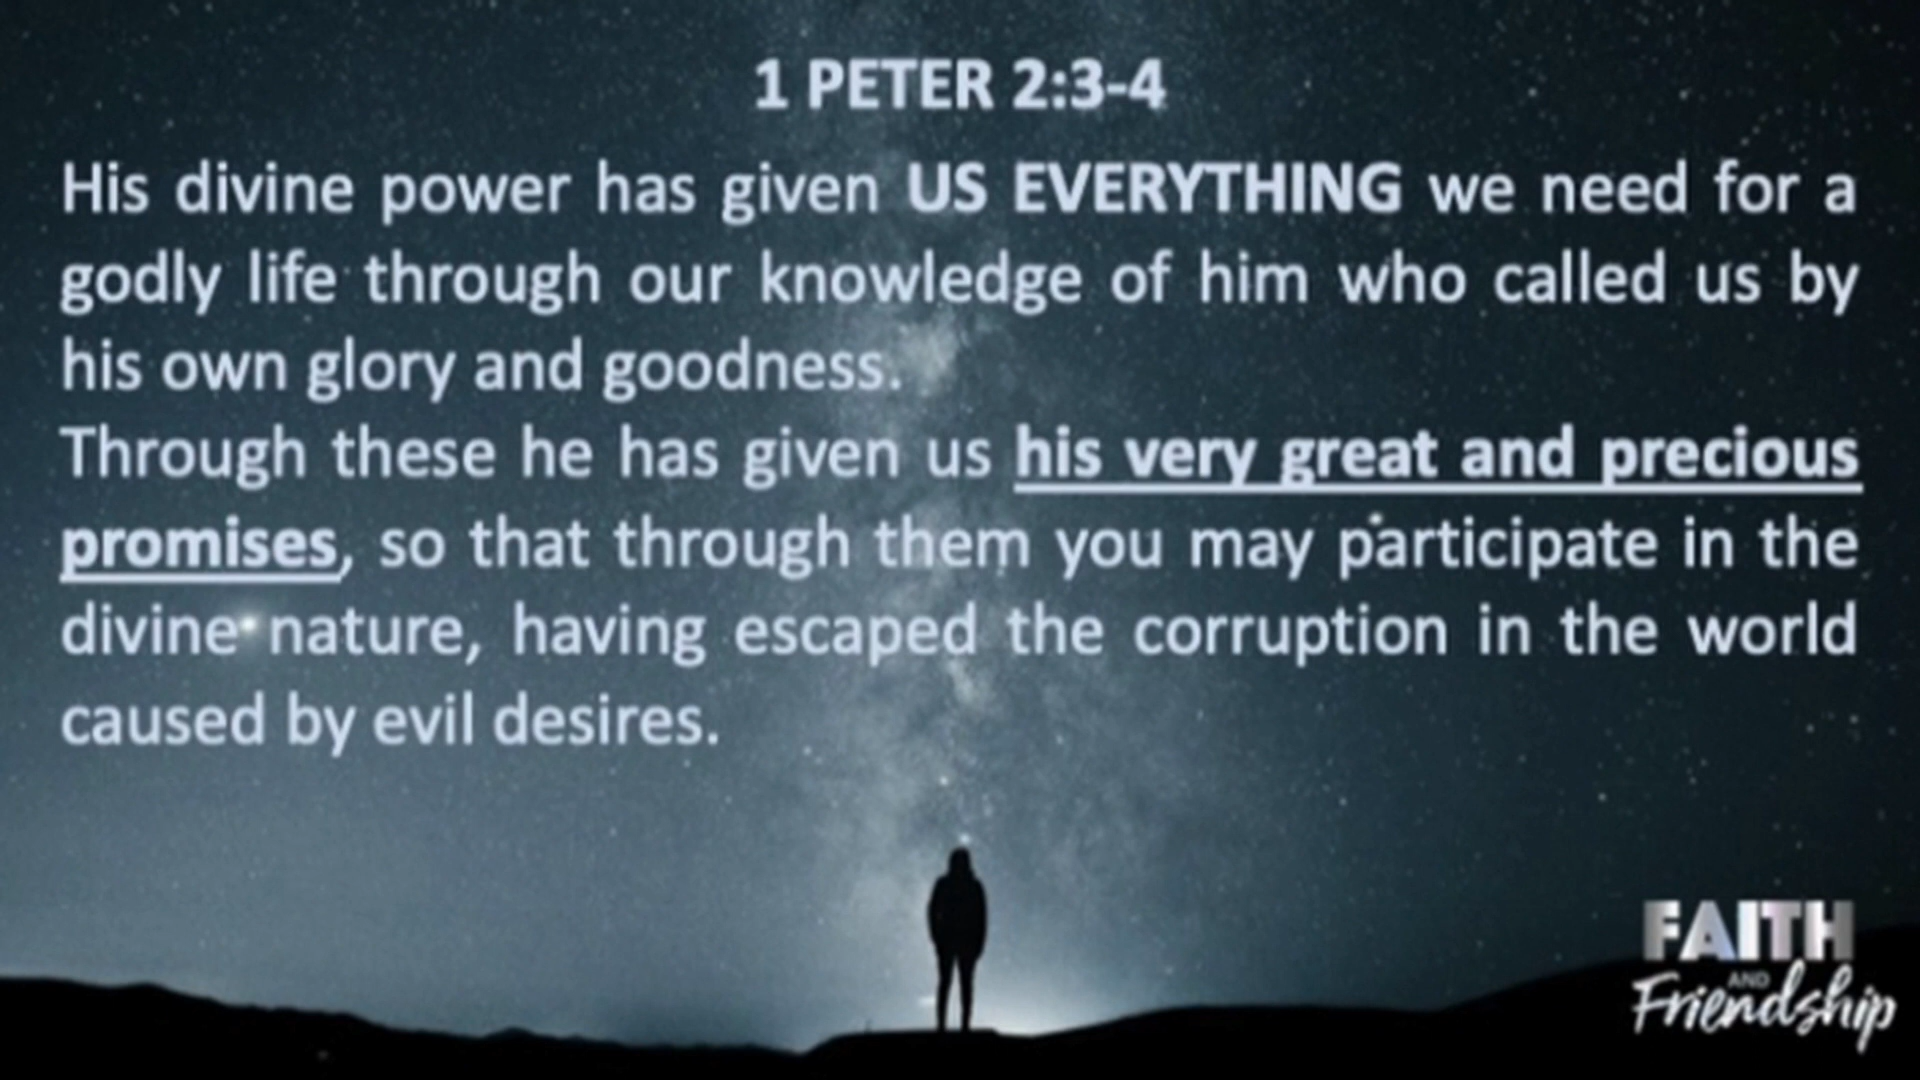 1 PETER 2:3-4
His divine power has given US EVERYTHING we need for a
godly life through our knowledge of him who called us by
his own glory and goodness.
Through these he has given us his very great and precious
promises, so that through them you may participate in the
divine nature, having escaped the corruption in the world
caused by evil desires.
FAITH
AND
Friendship